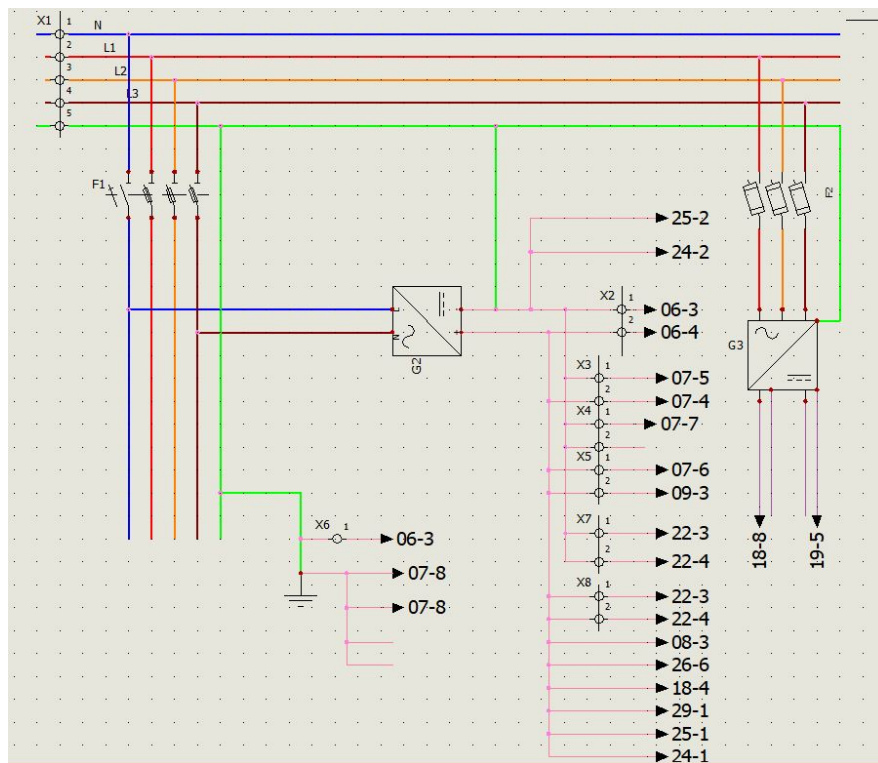 X1 1 N
2 L1
3 L2
4 L3
5
F1
F2
25-2
24-2
X2 1 06-3
2 06-4
L
N
G2
G3
X3 1 07-5
2 07-4
X4 1 07-7
2
X5 1 07-6
2 09-3
X6 1 06-3
X7 1 22-3
2 22-4
18-8
19-5
07-8
07-8
X8 1 22-3
2 22-4
08-3
26-6
18-4
29-1
25-1
24-1